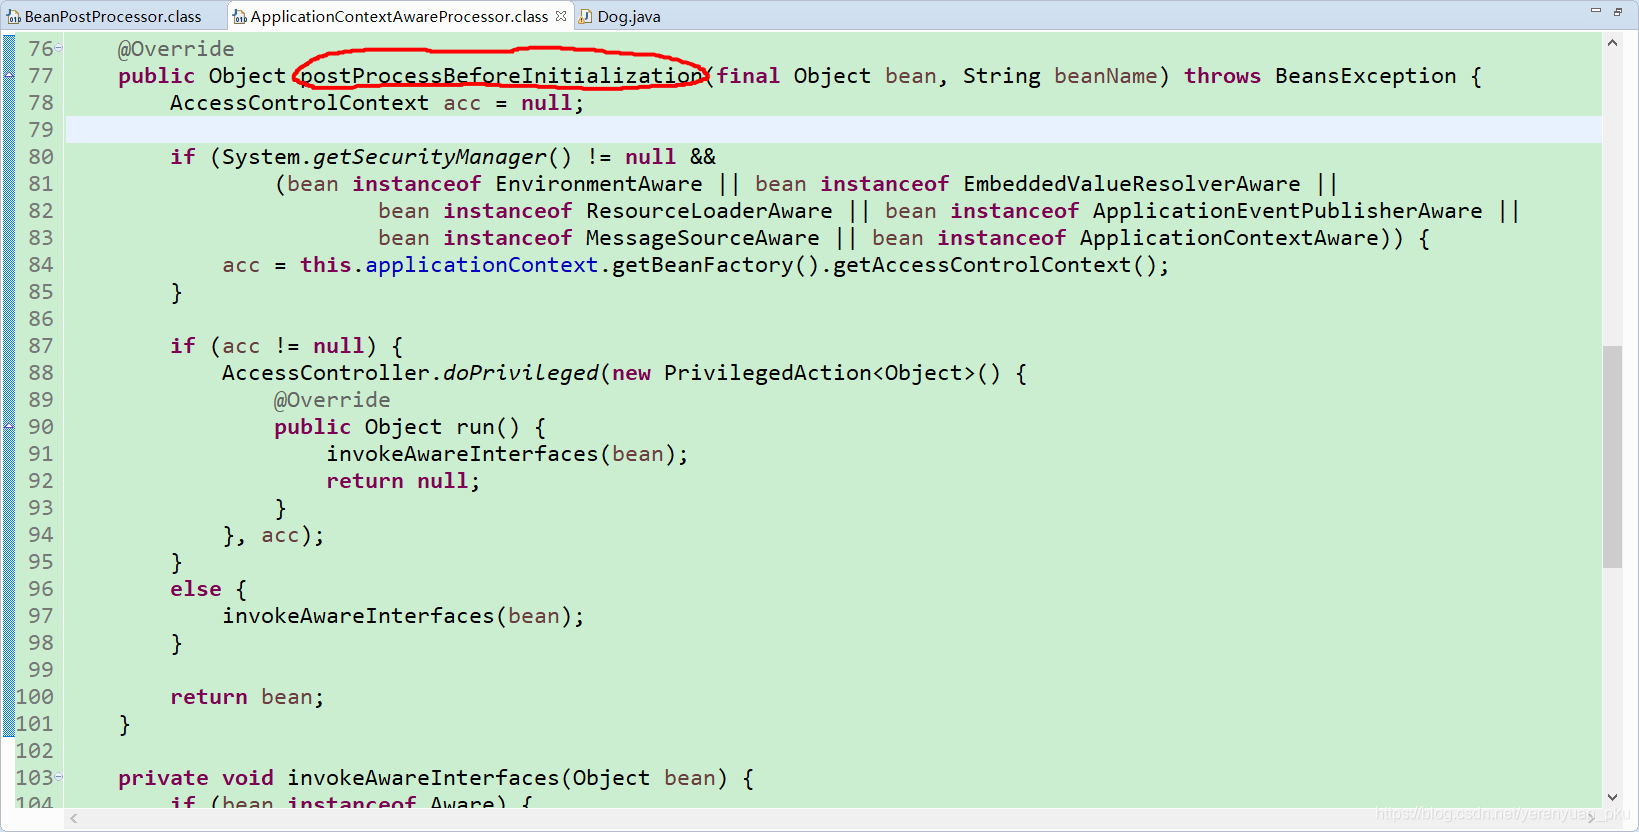 BeanPostProcessor.class ApplicationContextAwareProcessor.class Dog.java
76 @Override
77 public Object postProcessBeforeInitialization(final Object bean, String beanName) throws BeansException {
78 AccessControlContext acc = null;
79
80 if (System.getSecurityManager() != null &&
81 (bean instanceof EnvironmentAware || bean instanceof EmbeddedValueResolverAware ||
82 bean instanceof ResourceLoaderAware || bean instanceof ApplicationEventPublisherAware ||
83 bean instanceof MessageSourceAware || bean instanceof ApplicationContextAware)) {
84 acc = this.applicationContext.getBeanFactory().getAccessControlContext();
85 }
86
87 if (acc != null) {
88 AccessController.doPrivileged(new PrivilegedAction<Object>() {
89 @Override
90 public Object run() {
91 invokeAwareInterfaces(bean);
92 return null;
93 }
94 }, acc);
95 }
96 else {
97 invokeAwareInterfaces(bean);
98 }
99
100 return bean;
101 }
102
103 private void invokeAwareInterfaces(Object bean) {
104 if (bean instanceof Aware) {
https://blog.csdn.net/yerenyuan_pku